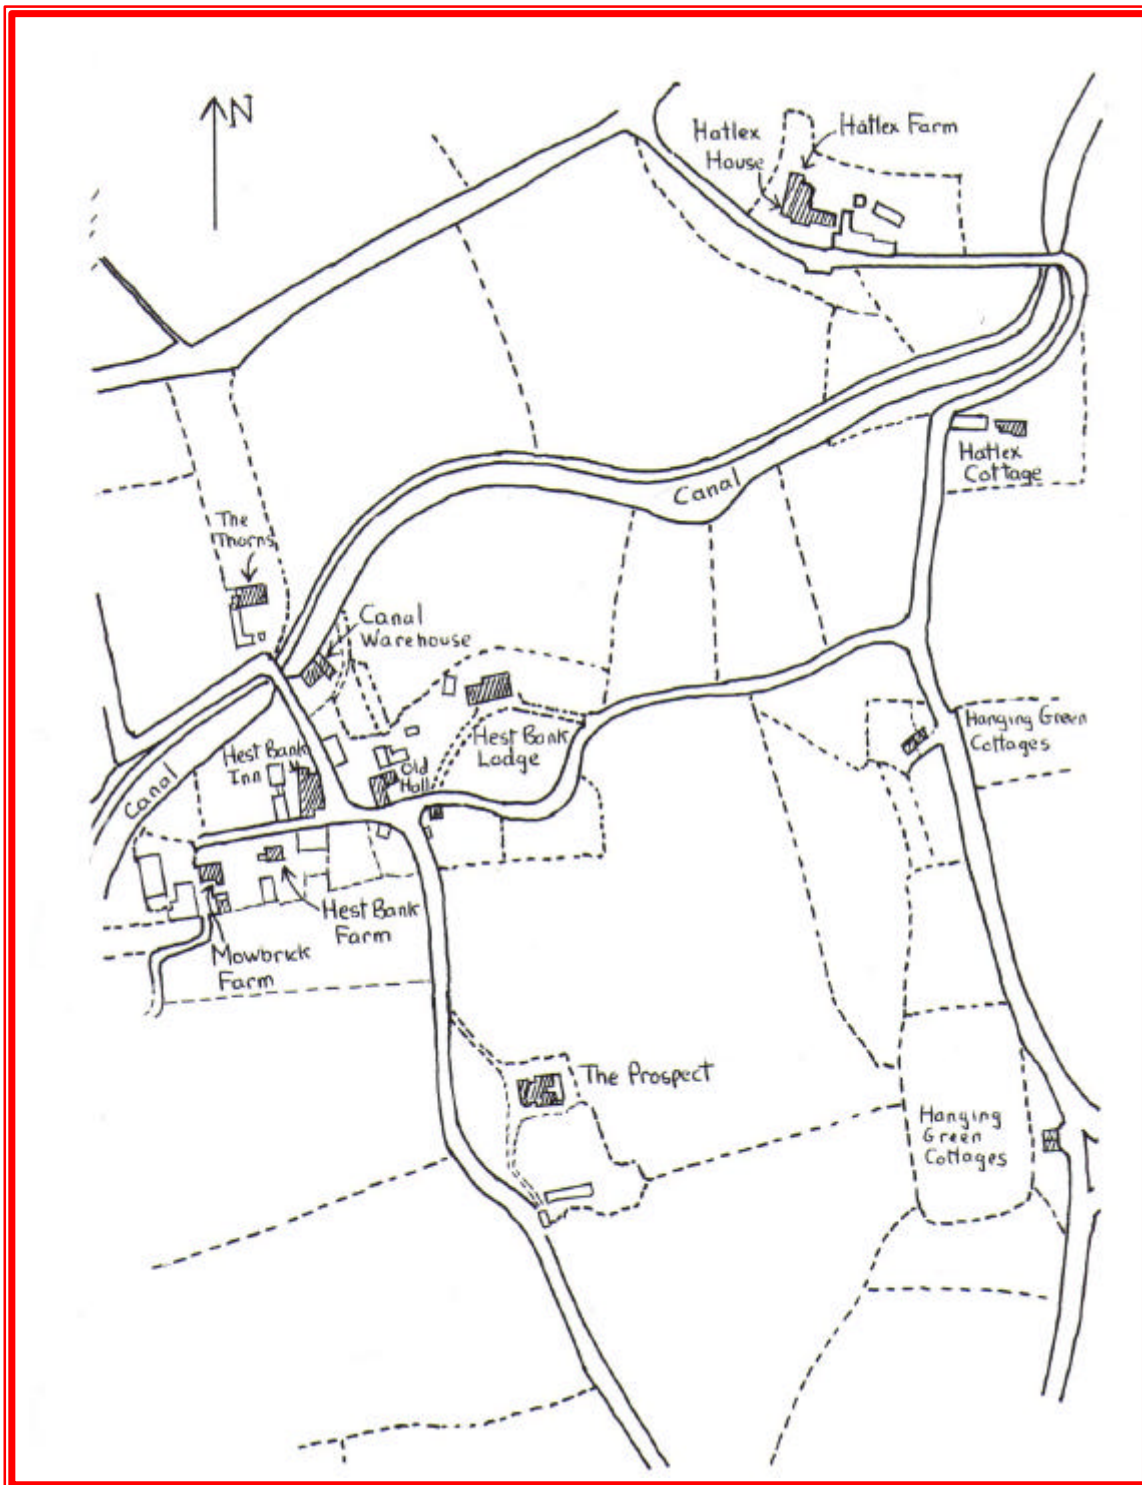 N
Hatlex
House
Hatlex Farm
Hatlex
Cottage
Canal
The
Thorns
Canal
Warehouse
Hest Bank
Inn
Old
Hall
Hest Bank
Lodge
Hanging Green
Cottages
Canal
Hest Bank
Farm
Mowbrick
Farm
The Prospect
Hanging
Green
Cottages